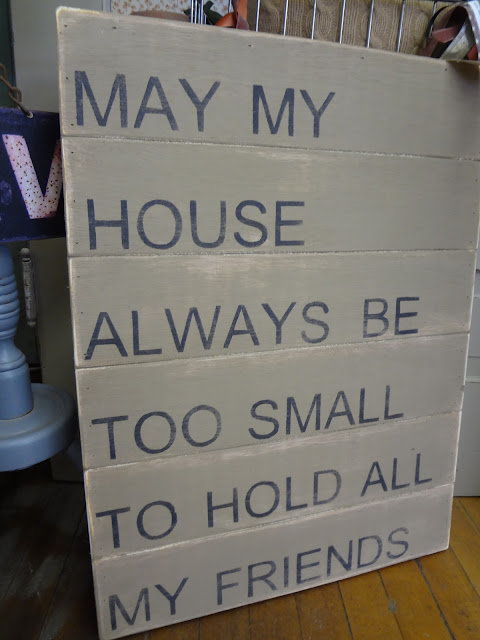 MAY MY
HOUSE
ALWAYS BE
TOO SMALL
TO HOLD ALL
MY FRIENDS
V